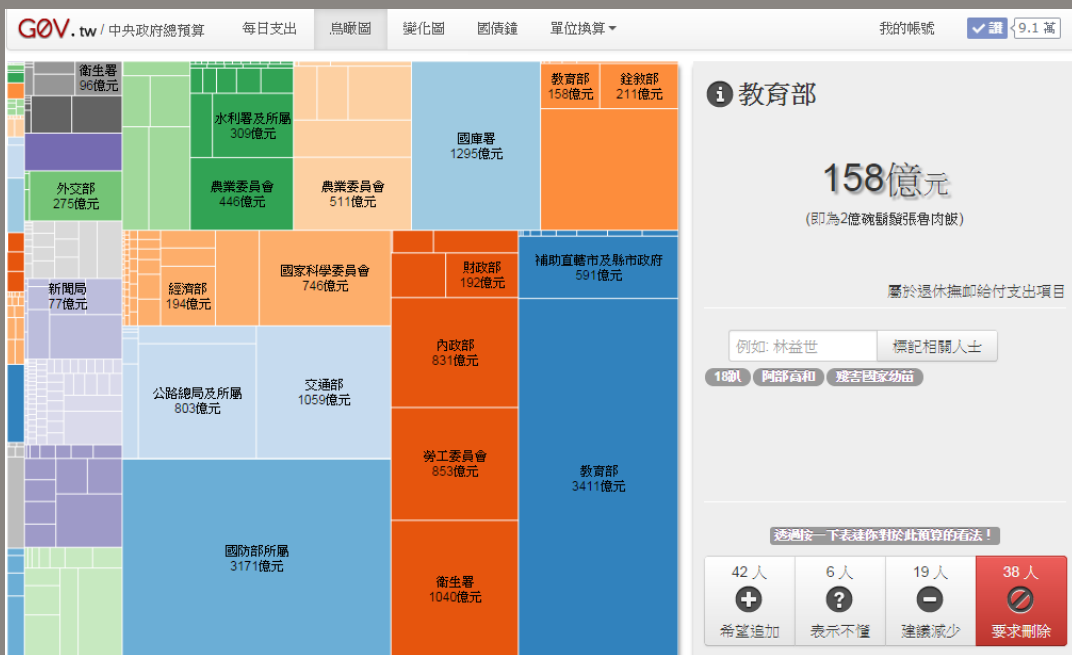 G0V.tw / 中央政府總預算
每日支出
鳥瞰圖
變化圖
國債鐘
單位換算
我的帳號
讚
9.1 萬
衛生署
96億元
水利署及所屬
309億元
國庫署
1295億元
教育部
158億元
銓敘部
211億元
外交部
275億元
農業委員會
446億元
農業委員會
511億元
新聞局
77億元
經濟部
194億元
國家科學委員會
746億元
財政部
192億元
補助直轄市及縣市政府
591億元
內政部
831億元
公路總局及所屬
803億元
交通部
1059億元
勞工委員會
853億元
教育部
3411億元
國防部所屬
3171億元
衛生署
1040億元
教育部
158億元
(即為2億碗鬍鬚張魯肉飯)
屬於退休撫卹給付支出項目
例如: 林益世
標記相關人士
18趴
阿部高和
殘害國家幼苗
透過按一下表達你對於此預算的看法！
42 人
希望追加
6 人
表示不懂
19 人
建議減少
38 人
要求刪除